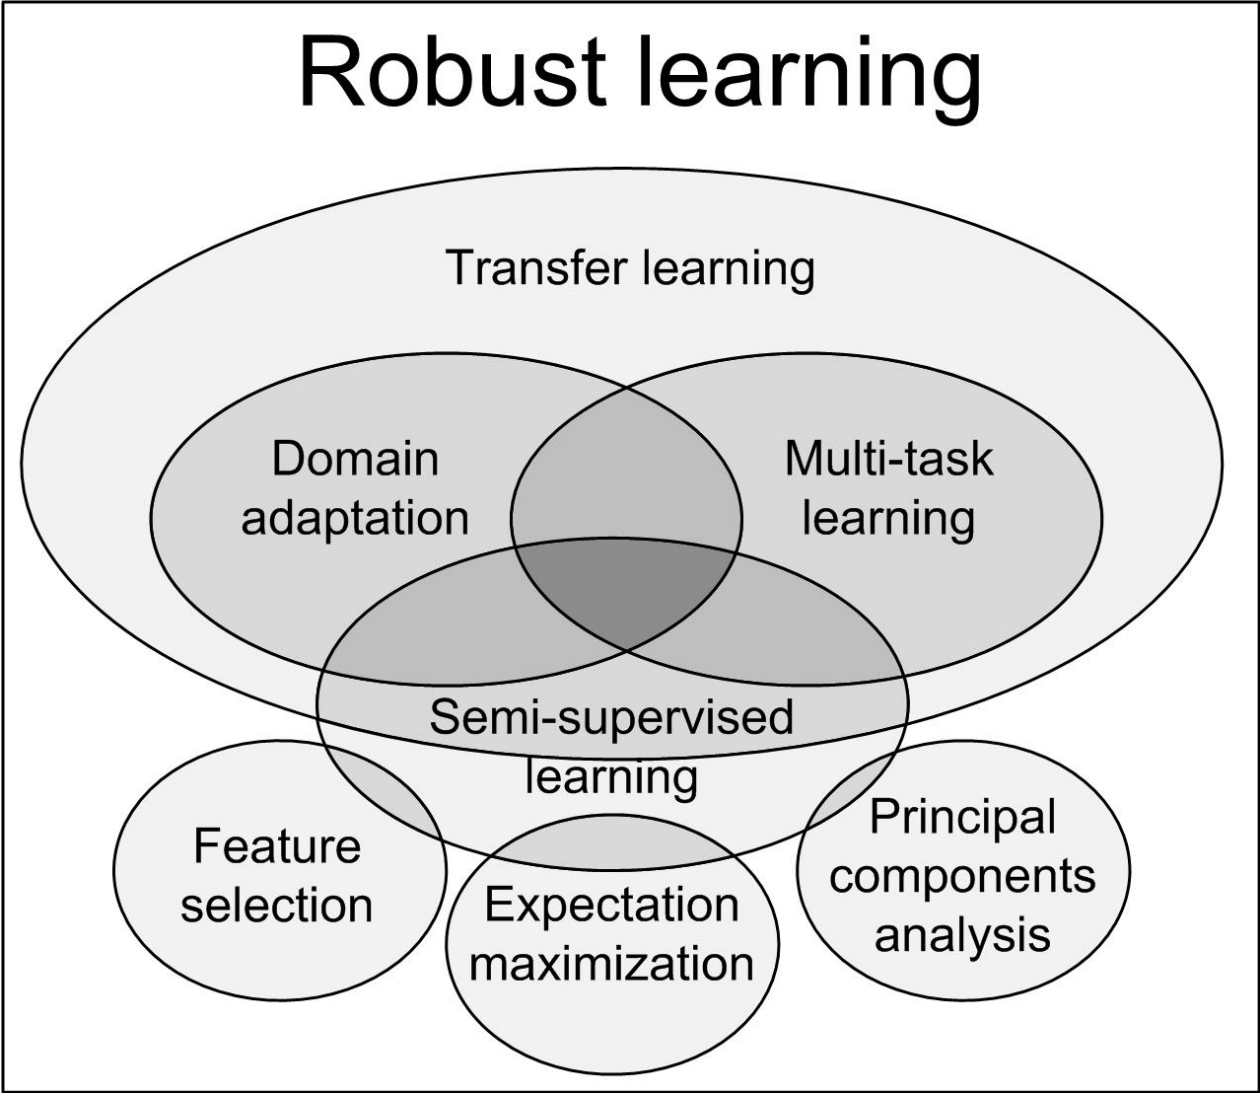 Robust learning
Transfer learning
Domain
adaptation
Multi-task
learning
Semi-supervised
learning
Feature
selection
Expectation
maximization
Principal
components
analysis